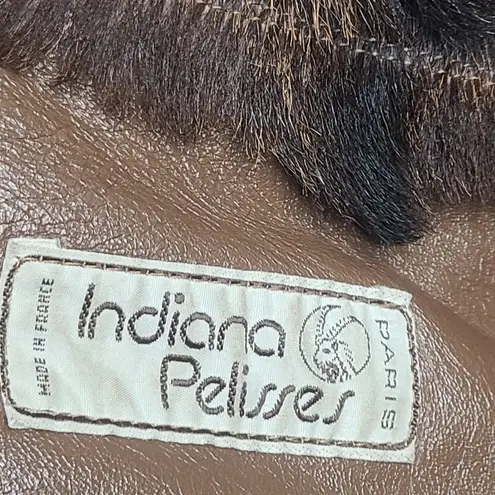 MADE IN FRANCE
Indiana
Pelisses
PARIS